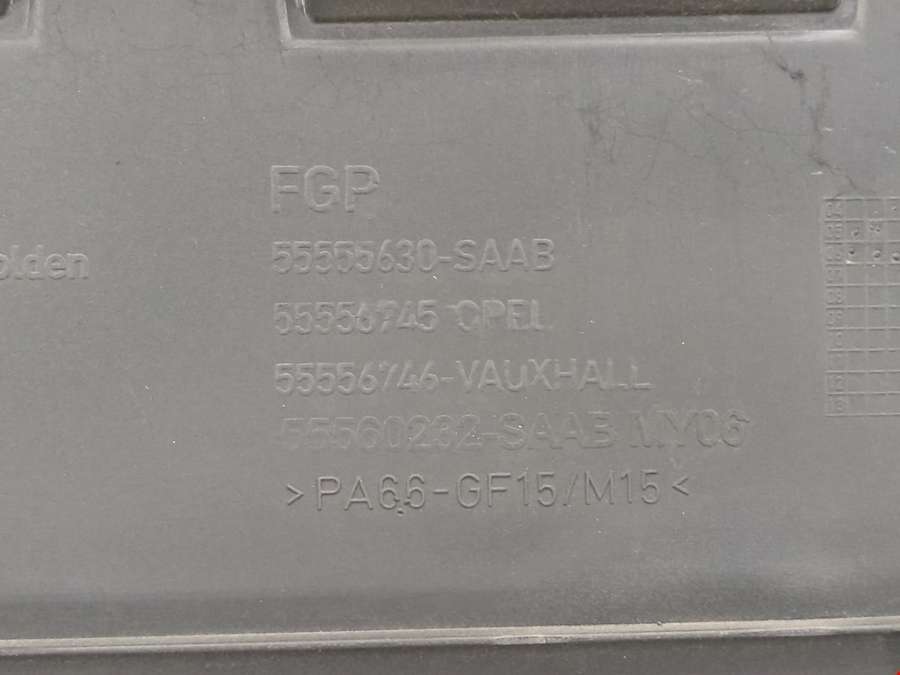 FGP
55555630-SAAB
55556745-OPEL
55556746-VAUXHALL
55560232-SAAB MY06
>PA66-GF15/M15<